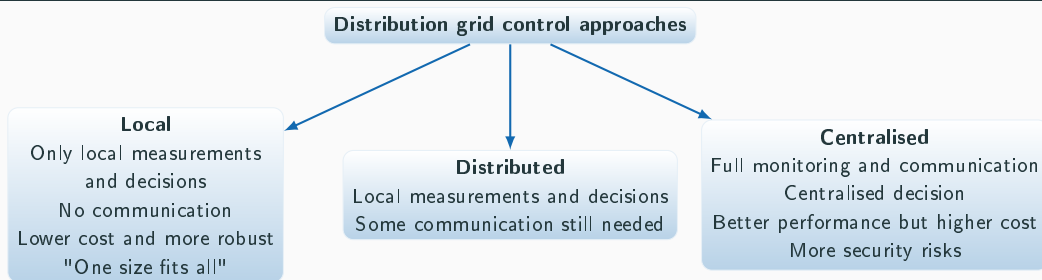 Distribution grid control approaches
Local
Only local measurements
and decisions
No communication
Lower cost and more robust
"One size fits all"
Distributed
Local measurements and decisions
Some communication still needed
Centralised
Full monitoring and communication
Centralised decision
Better performance but higher cost
More security risks